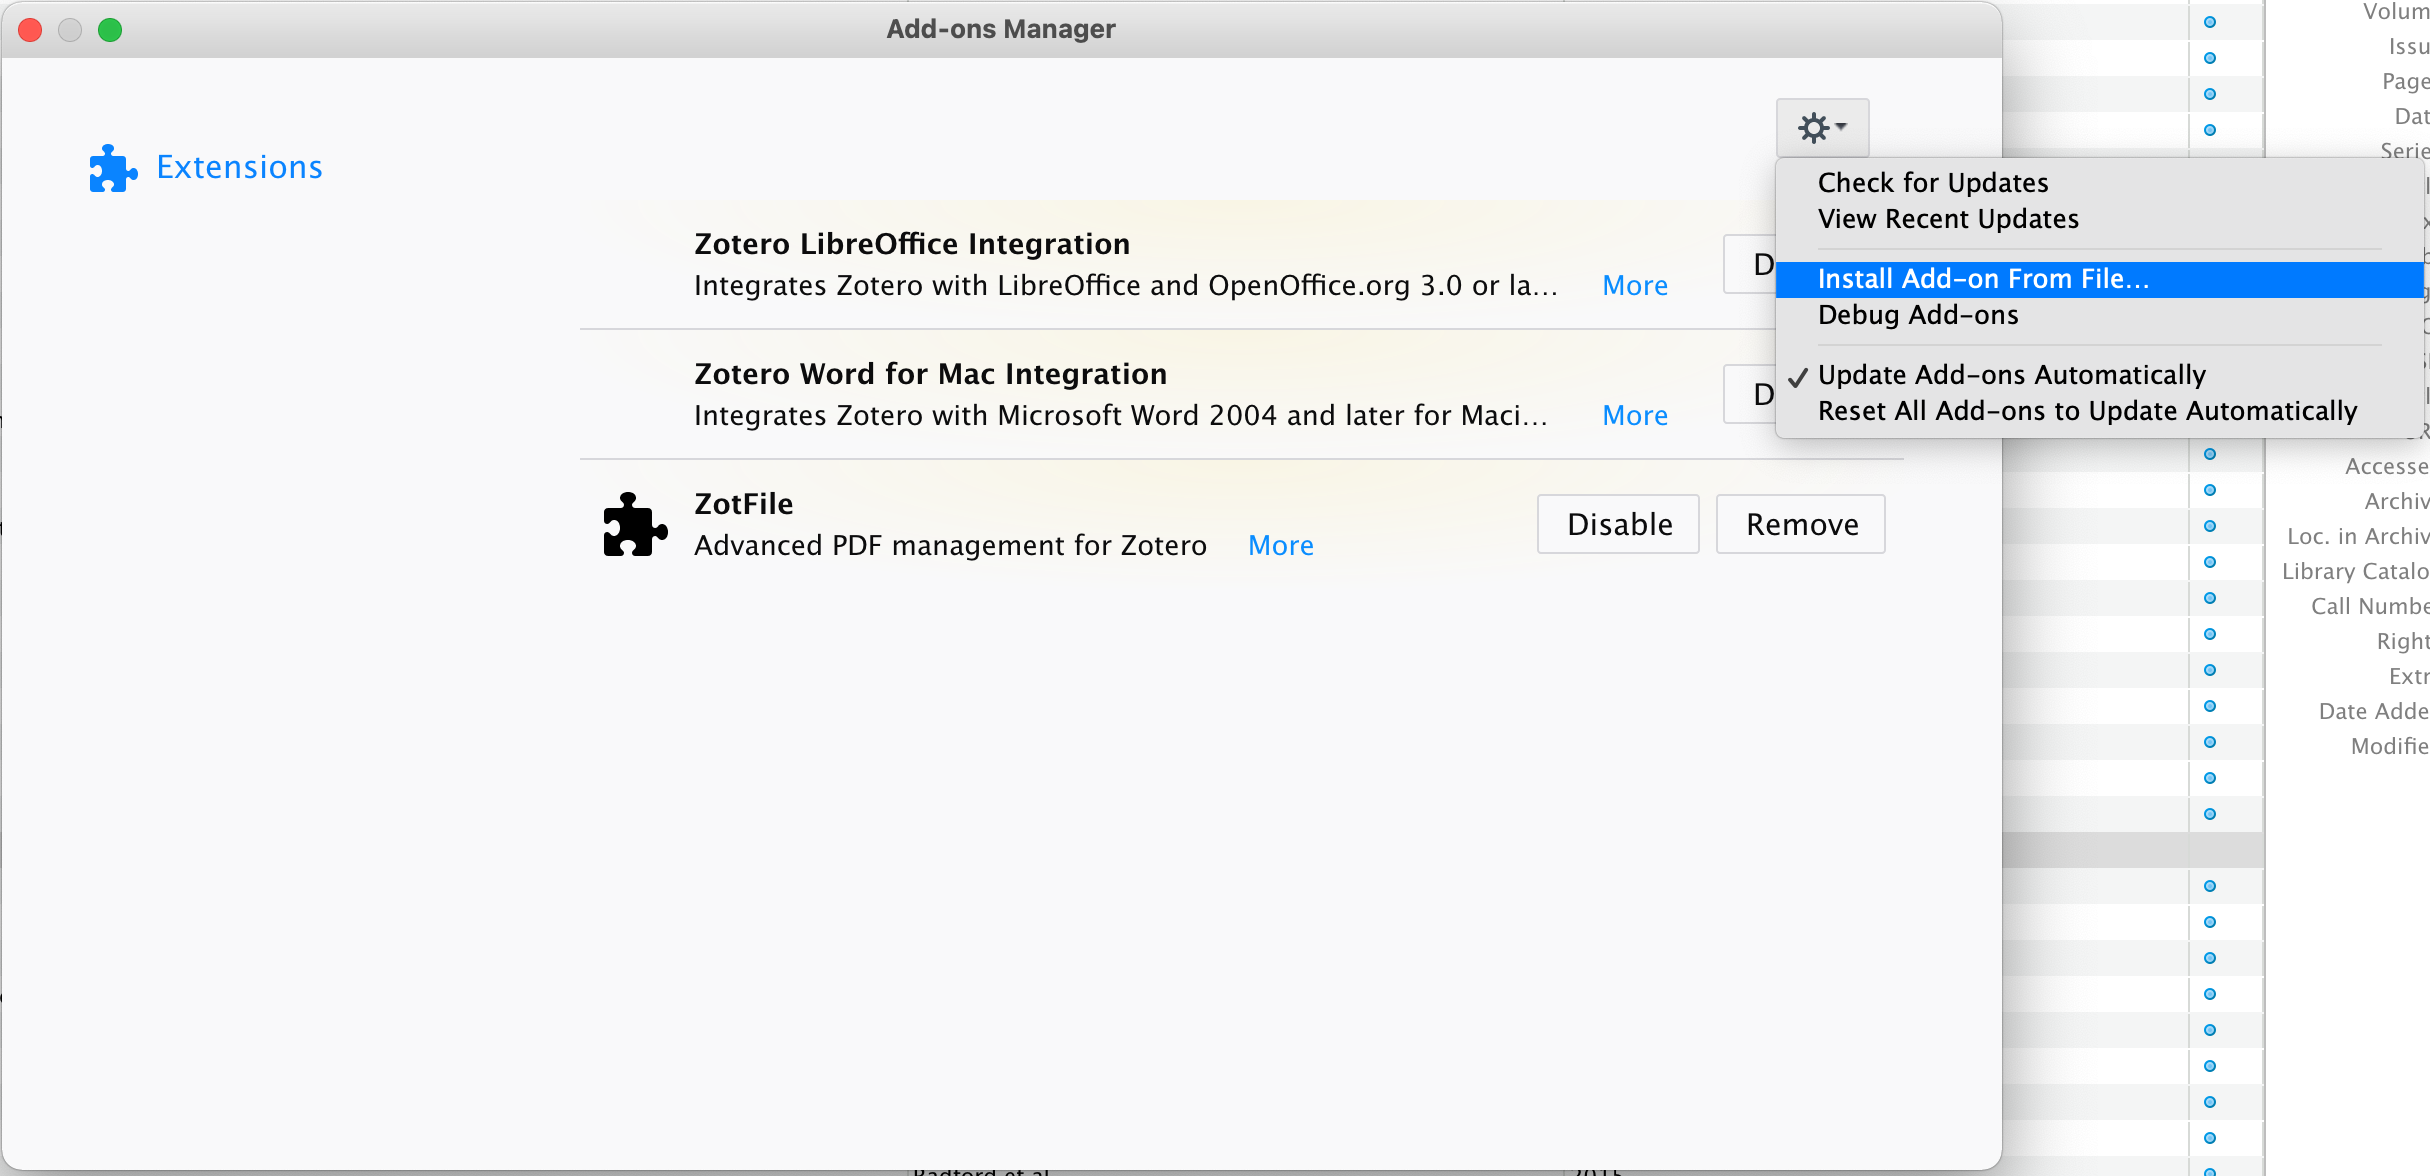 Add-ons Manager
Extensions
Zotero LibreOffice Integration
Integrates Zotero with LibreOffice and OpenOffice.org 3.0 or la...
More
Zotero Word for Mac Integration
Integrates Zotero with Microsoft Word 2004 and later for Maci...
More
ZotFile
Advanced PDF management for Zotero
More
Disable
Remove
Check for Updates
View Recent Updates
Install Add-on From File...
Debug Add-ons
✓ Update Add-ons Automatically
Reset All Add-ons to Update Automatically
D
D
Volum
Issu
Page
Dat
Serie
Accesse
Archiv
Loc. in Archiv
Library Catalo
Call Numbe
Right
Extr
Date Adde
Modifie
Radford et al.
2015